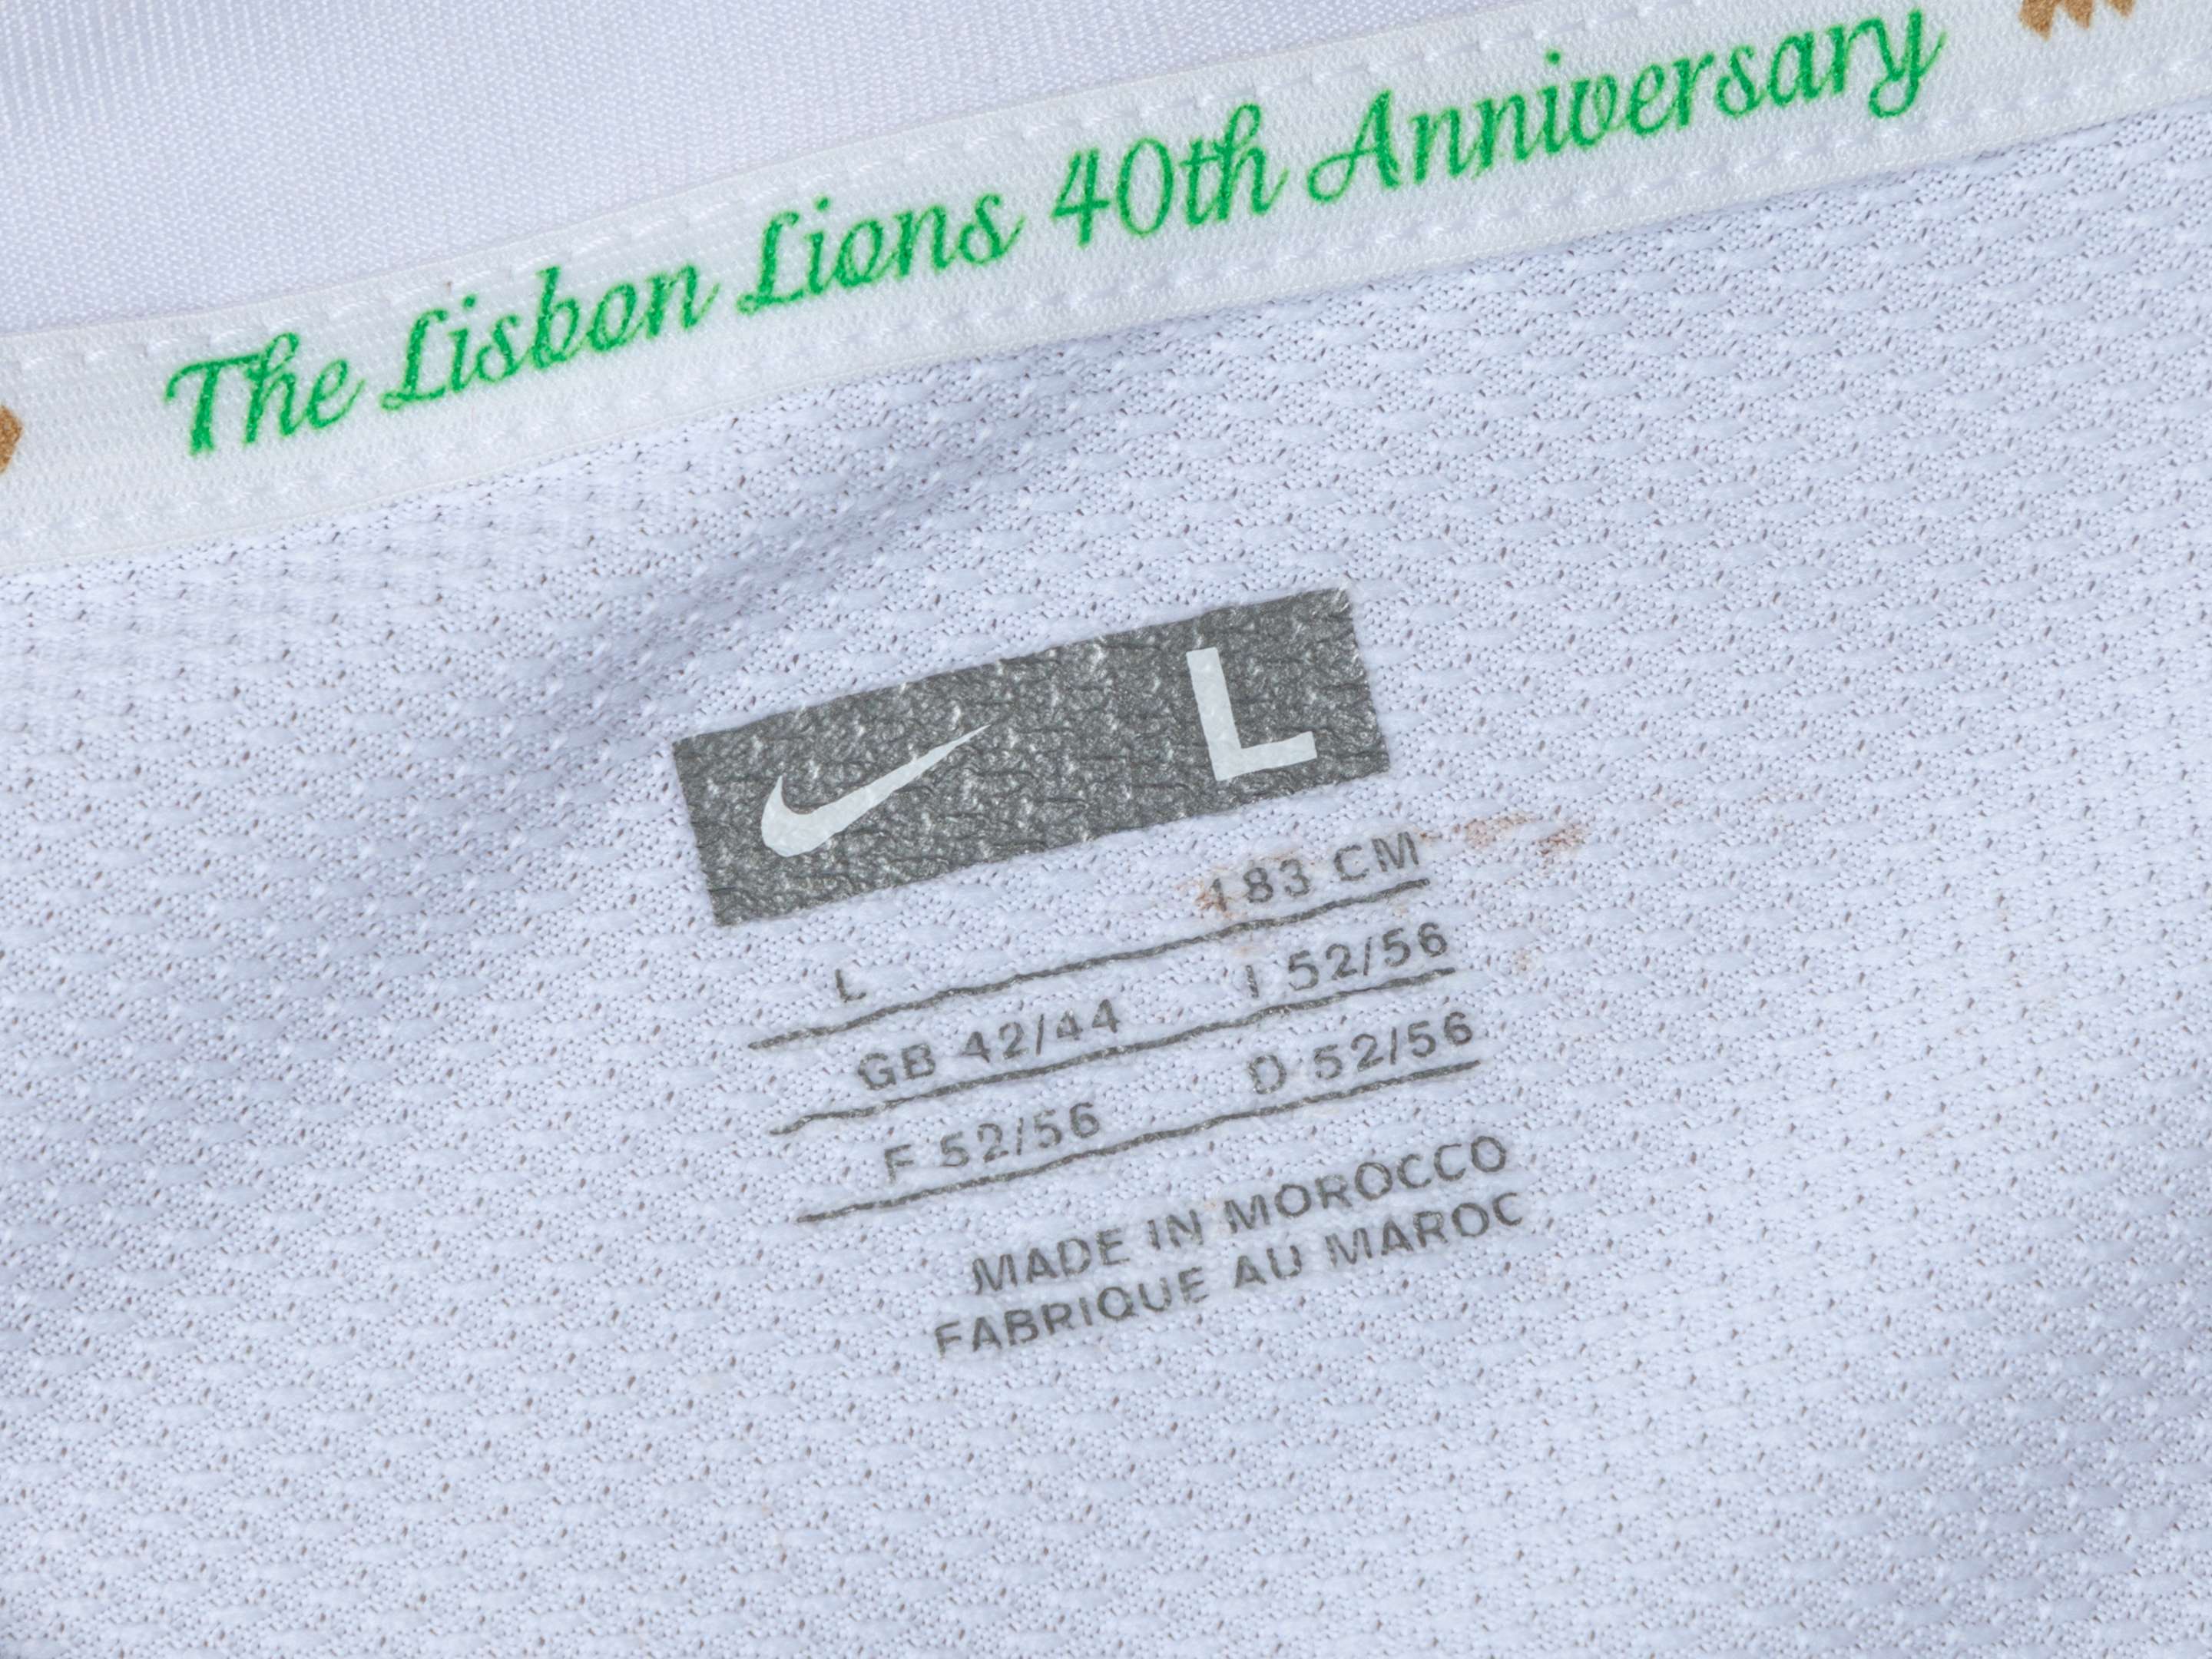 The Lisbon Lions 40th Anniversary
L
L 183 CM
GB 42/44 I 52/56
F 52/56 D 52/56
MADE IN MOROCCO
FABRIQUE AU MAROC